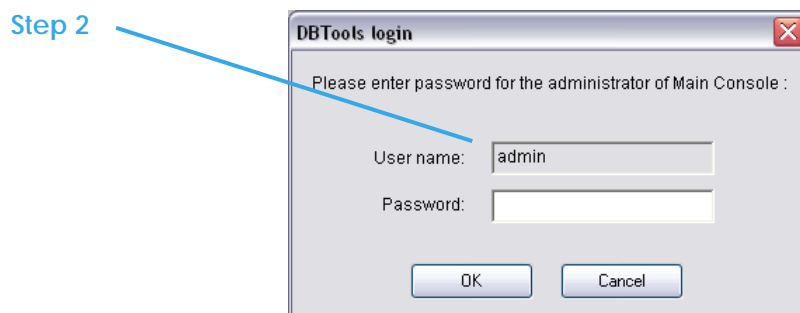 Step 2
DBTools login
Please enter password for the administrator of Main Console :
User name: admin
Password:
OK Cancel